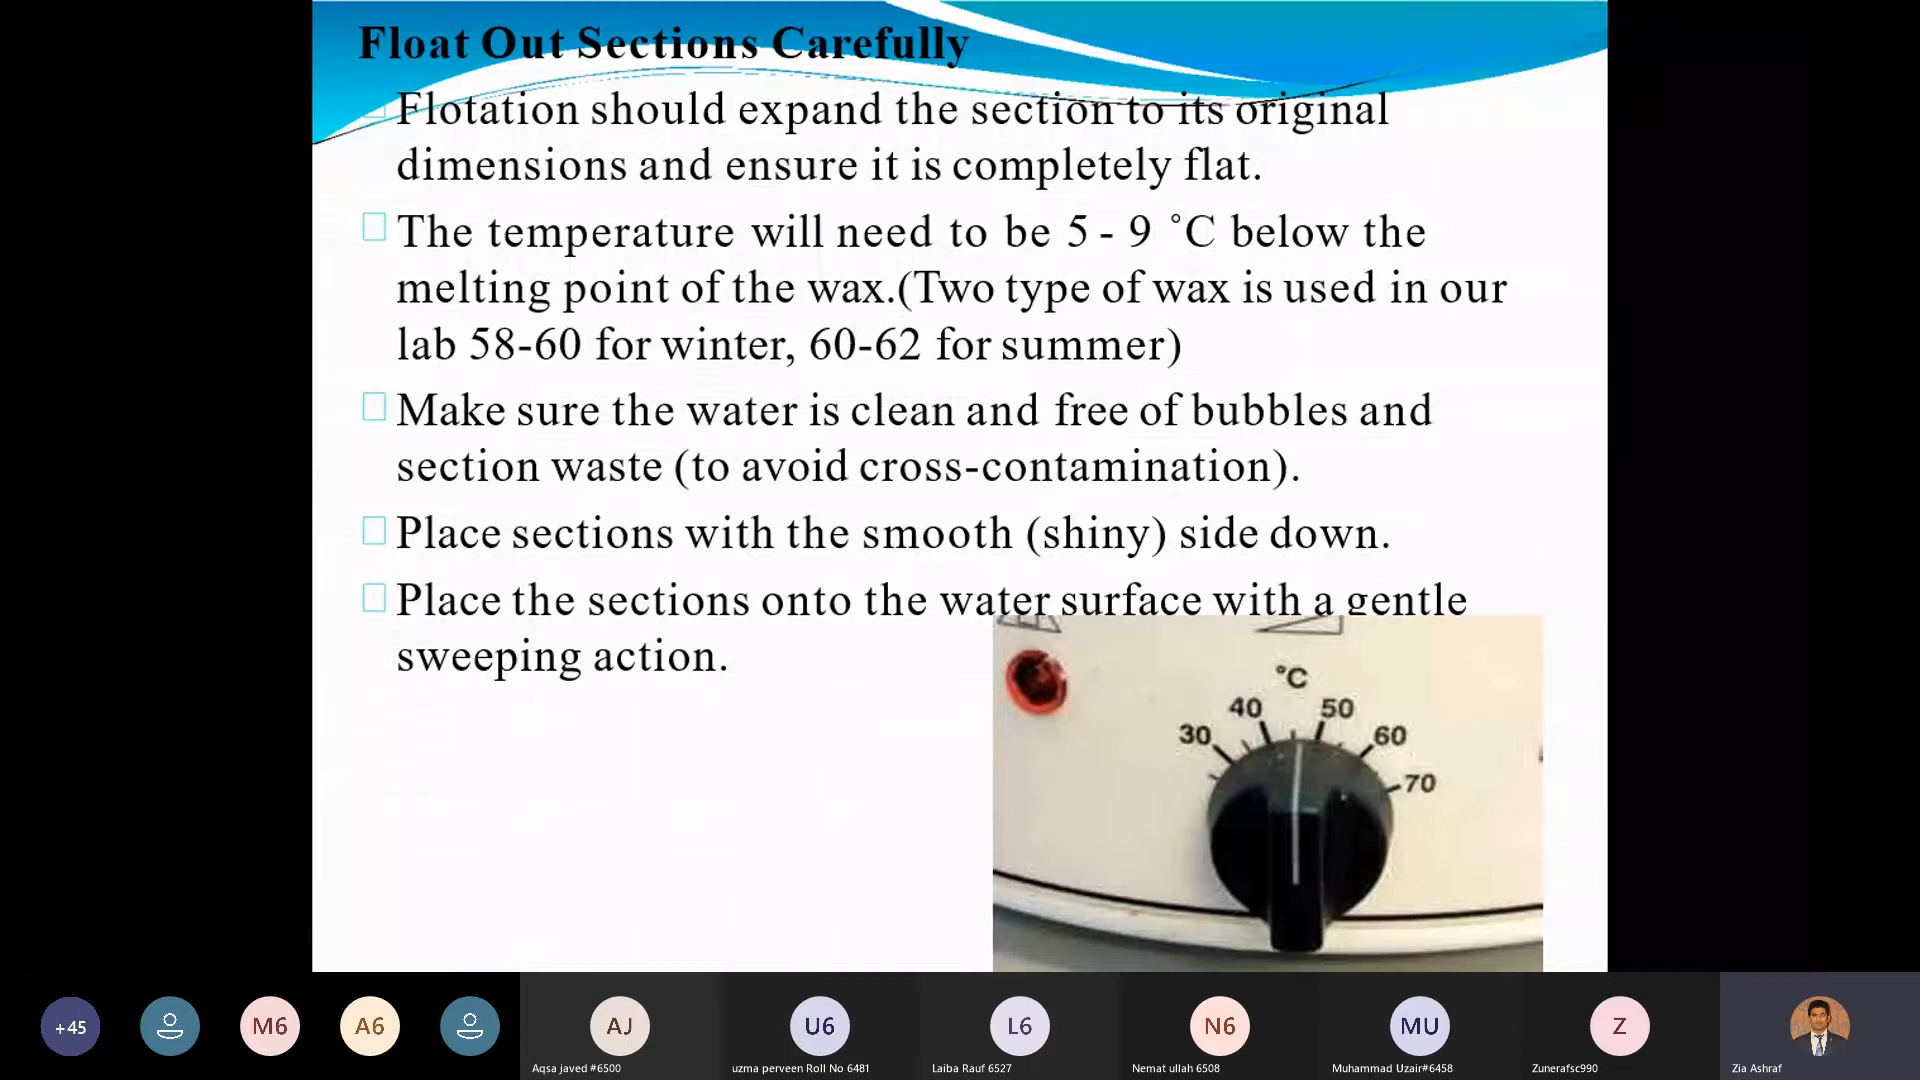 Float Out Sections Carefully
Flotation should expand the section to its original
dimensions and ensure it is completely flat.
The temperature will need to be 5 - 9 ˚C below the
melting point of the wax.(Two type of wax is used in our
lab 58-60 for winter, 60-62 for summer)
Make sure the water is clean and free of bubbles and
section waste (to avoid cross-contamination).
Place sections with the smooth (shiny) side down.
Place the sections onto the water surface with a gentle
sweeping action.
°C
40 50
30 60
70
+45 M6 A6 AJ U6 L6 N6 MU Z
Aqsa javed #6500 uzma perveen Roll No 6481 Laiba Rauf 6527 Nemat ullah 6508 Muhammad Uzair#6458 Zunerafsc990 Zia Ashraf